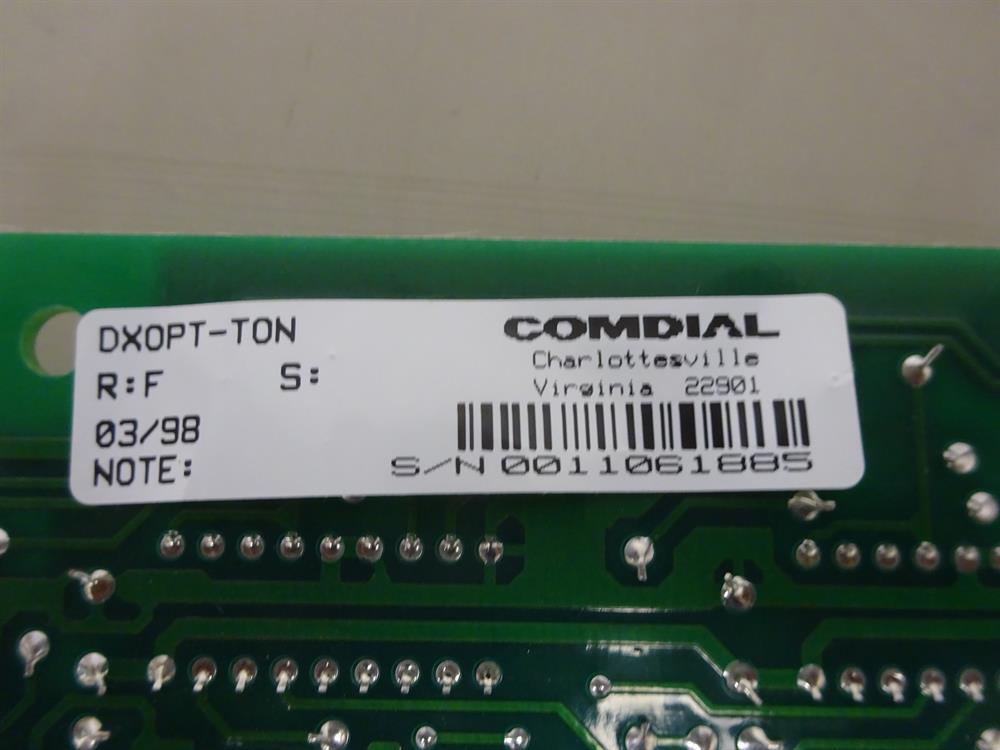 DXOPT-TON
R:F S:
03/98
NOTE:
COMDIAL
Charlottesville
Virginia 22901
S/N 0011061885